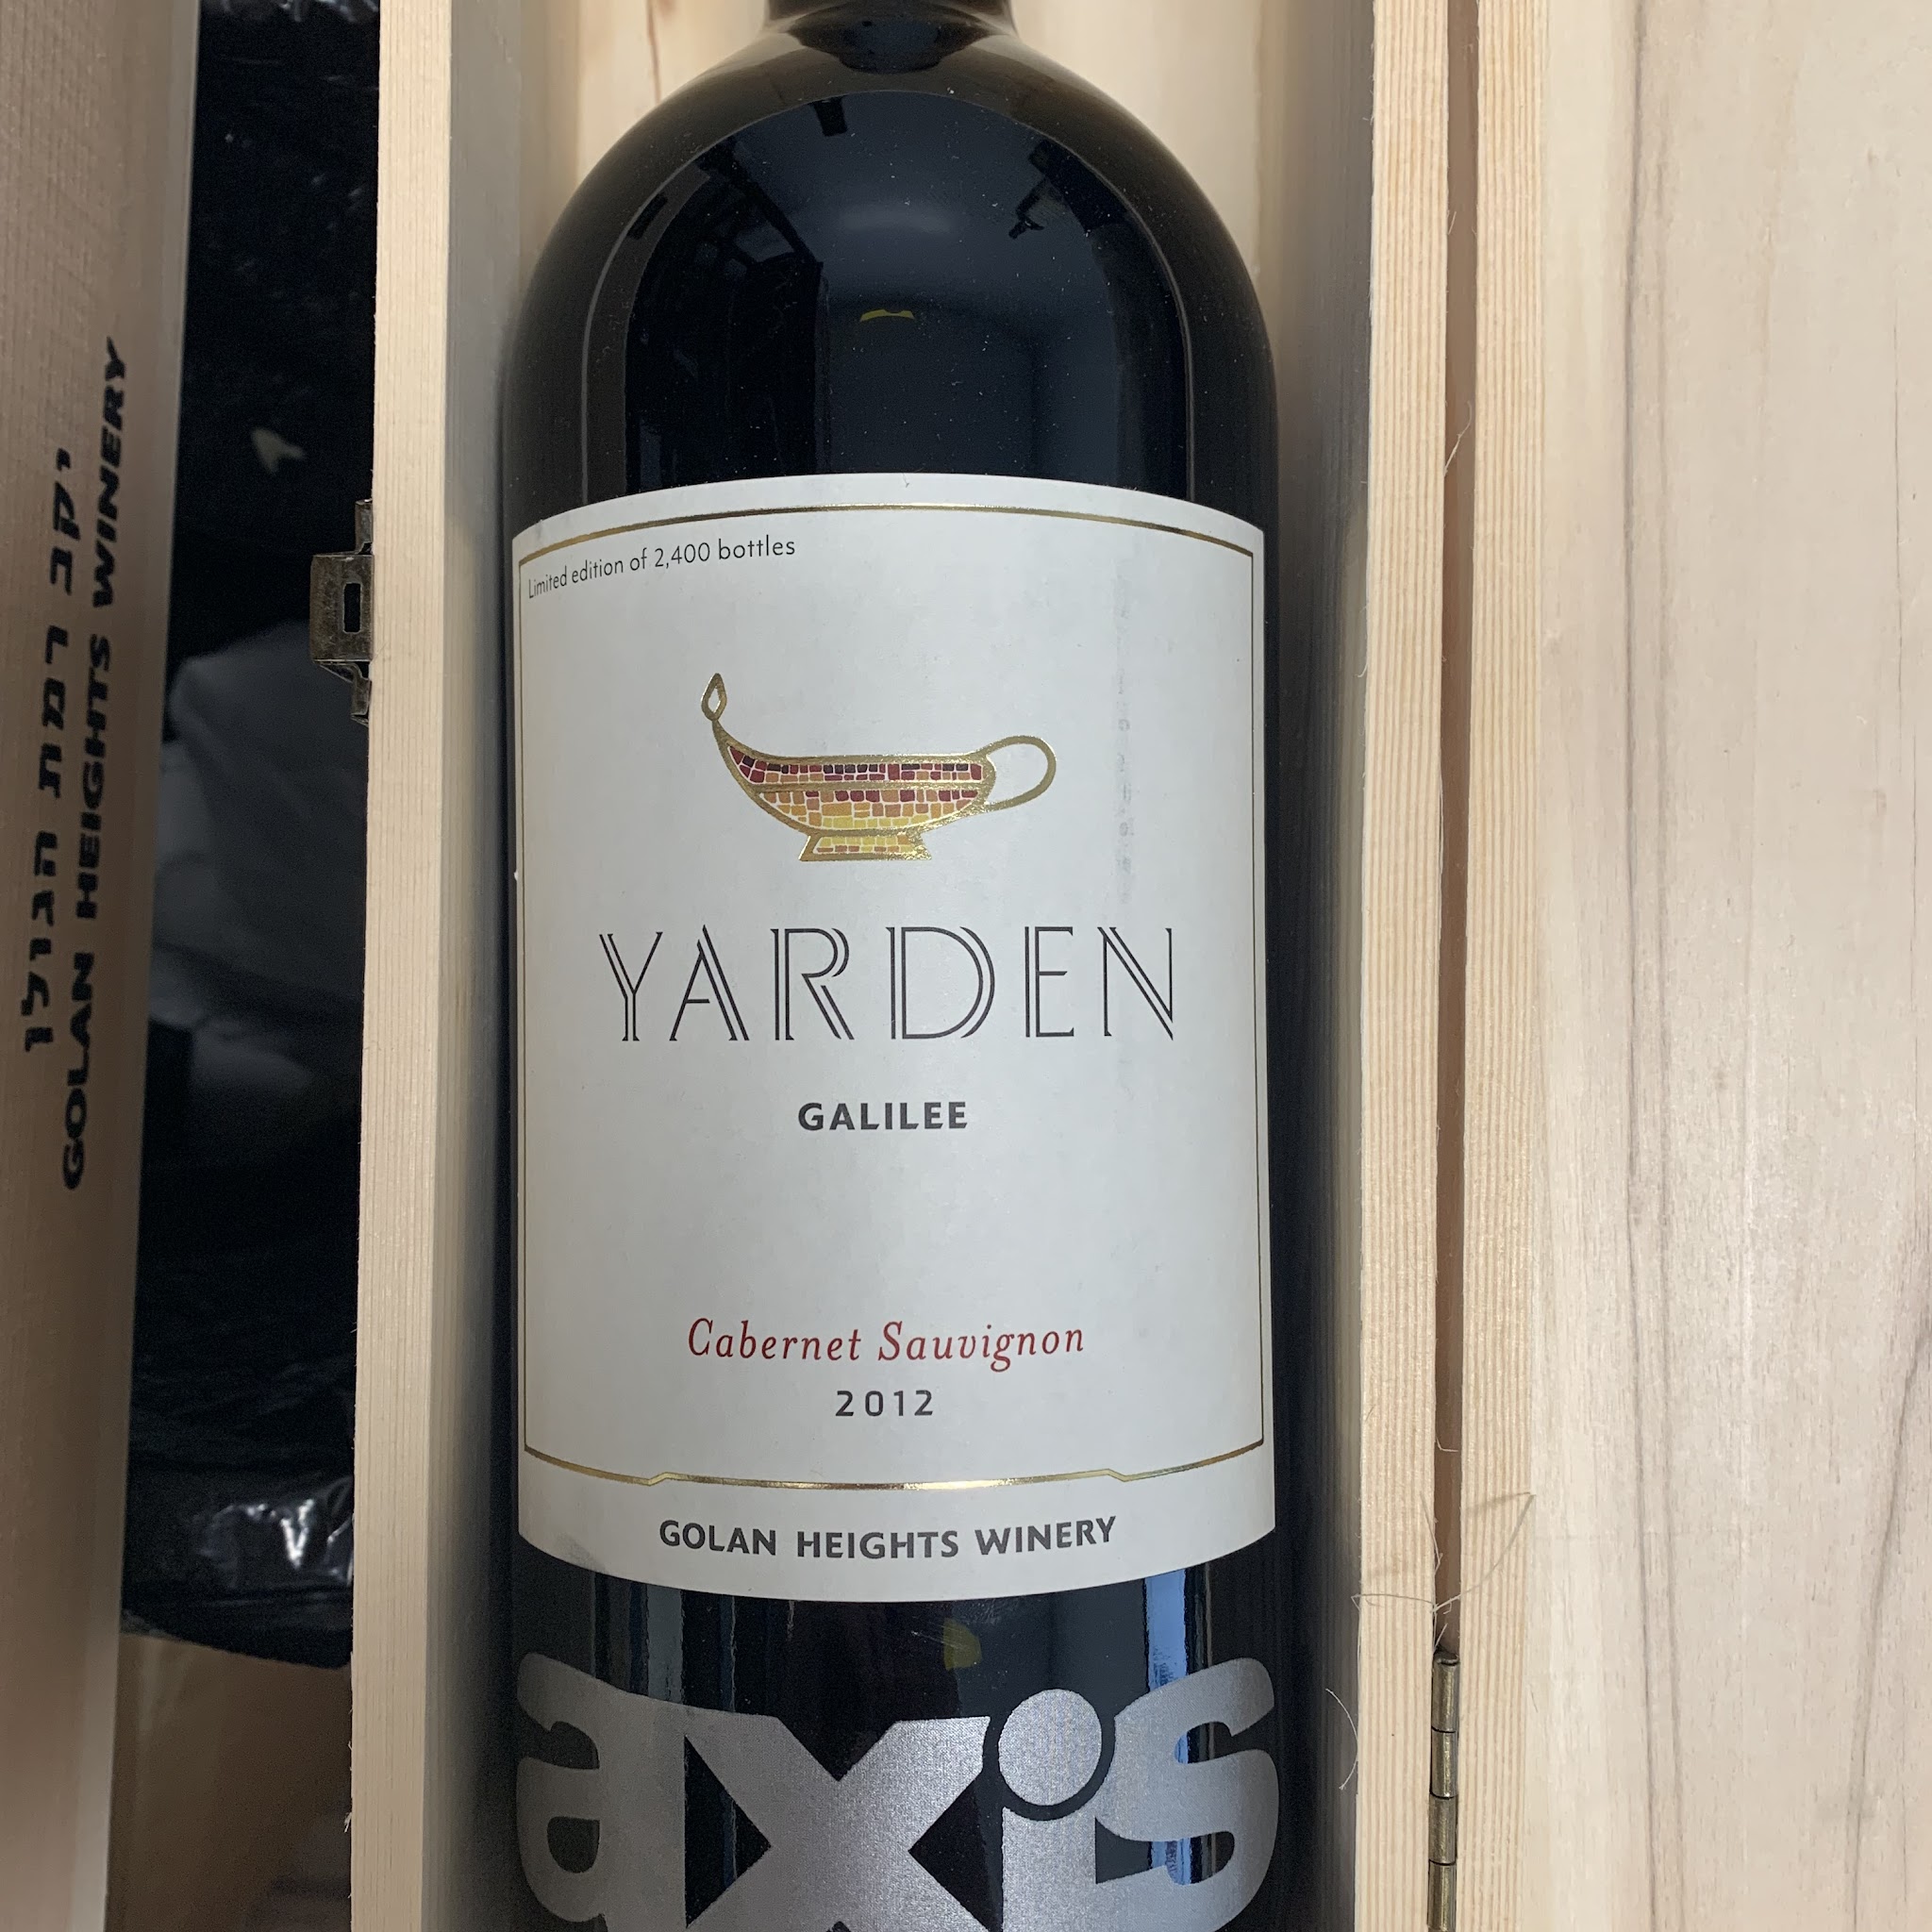 יקב רמת הגולן
GOLAN HEIGHTS WINERY
Limited edition of 2,400 bottles
YARDEN
GALILEE
Cabernet Sauvignon
2012
GOLAN HEIGHTS WINERY
axis